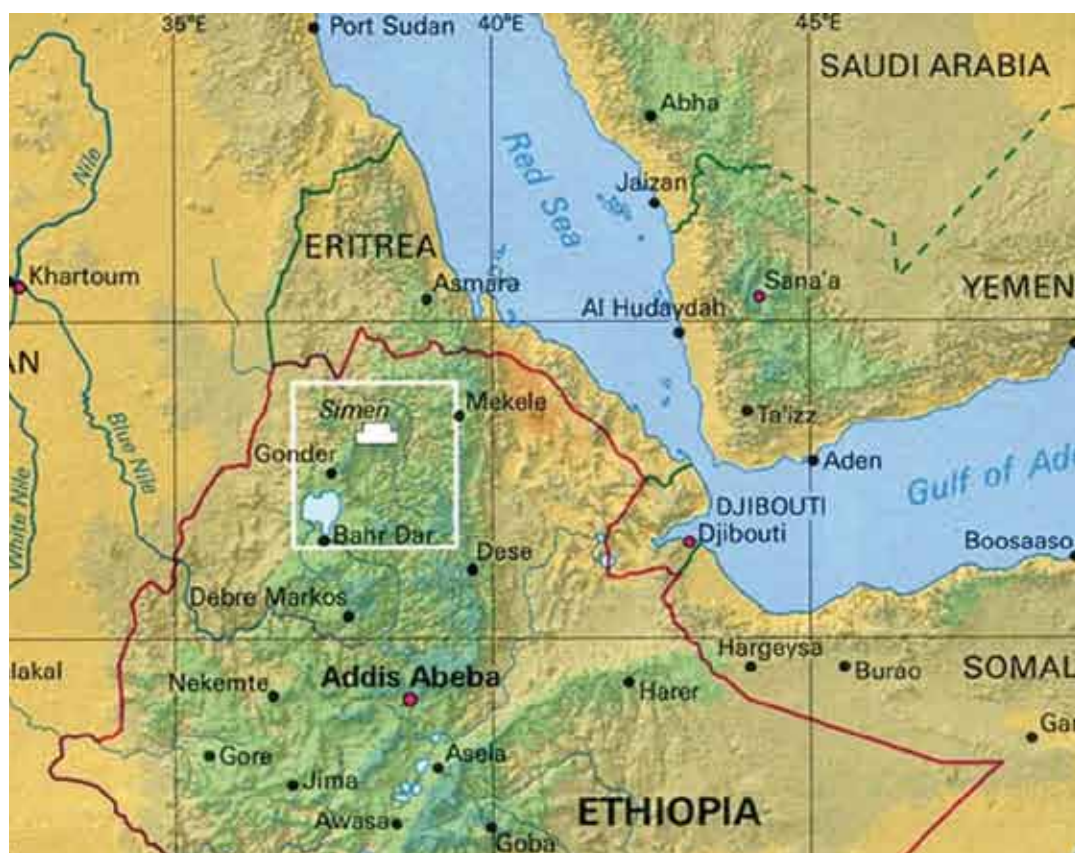 35°E
40°E
45°E
Port Sudan
SAUDI ARABIA
Abha
Nile
Red Sea
Jaizan
ERITREA
Khartoum
Asmara
Sana'a
Al Hudaydah
YEMEN
AN
Simen
Mekele
Ta'izz
Blue Nile
Gonder
Aden
Gulf of Ade
White Nile
DJIBOUTI
Djibouti
Bahr Dar
Boosaaso
Dese
Debre Markos
Hargeysa
lakal
Addis Abeba
Burao
SOMAL
Nekemte
Harer
Gar
Gore
Asela
Jima
ETHIOPIA
Awasa
Goba